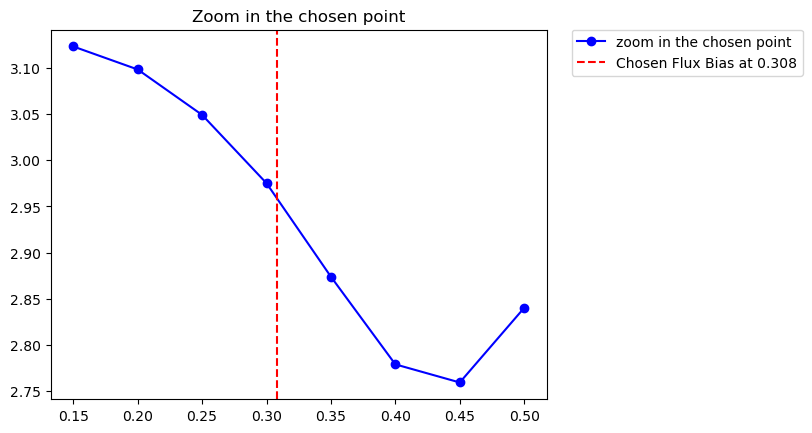 Zoom in the chosen point
zoom in the chosen point
Chosen Flux Bias at 0.308
3.10
3.05
3.00
2.95
2.90
2.85
2.80
2.75
0.15 0.20 0.25 0.30 0.35 0.40 0.45 0.50